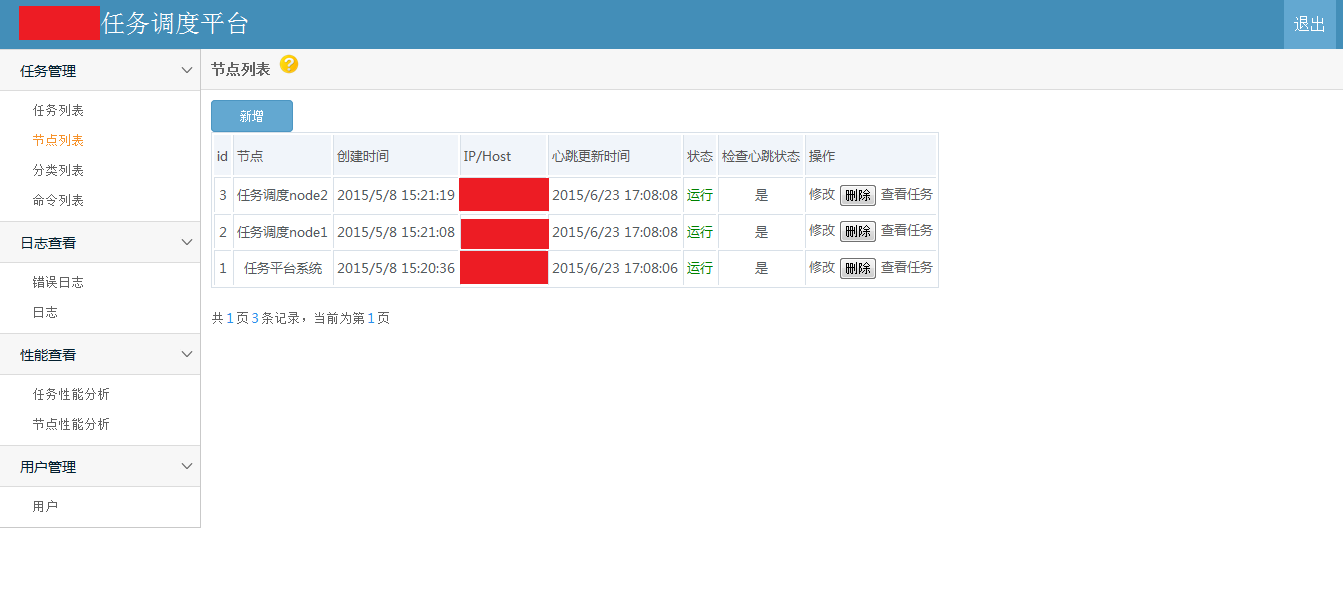 任务调度平台 退出
任务管理
任务列表
节点列表
分类列表
命令列表
日志查看
错误日志
日志
性能查看
任务性能分析
节点性能分析
用户管理
用户
节点列表 ?
新增
id 节点 创建时间 IP/Host 心跳更新时间 状态 检查心跳状态 操作
3 任务调度node2 2015/5/8 15:21:19 2015/6/23 17:08:08 运行 是 修改 删除 查看任务
2 任务调度node1 2015/5/8 15:21:08 2015/6/23 17:08:08 运行 是 修改 删除 查看任务
1 任务平台系统 2015/5/8 15:20:36 2015/6/23 17:08:06 运行 是 修改 删除 查看任务
共1页3条记录，当前为第1页